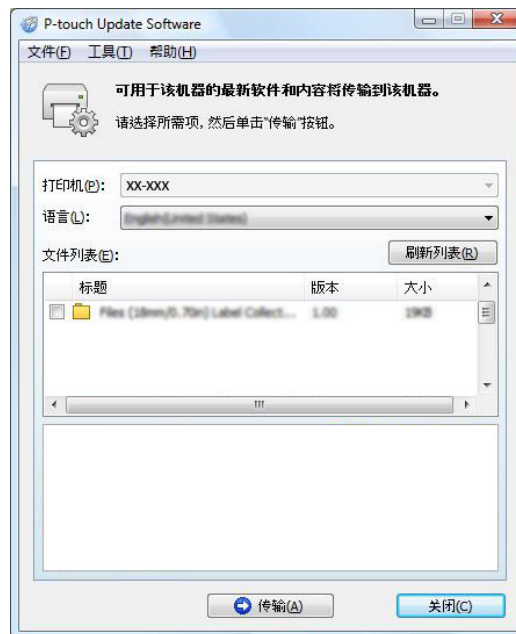 P-touch Update Software
文件(F) 工具(T) 帮助(H)
可用于该机器的最新软件和内容将传输到该机器。
请选择所需项, 然后单击"传输"按钮。
打印机(P): XX-XXX
语言(L): English (United States)
文件列表(E): 刷新列表(R)
标题 版本 大小
Files (18mm/0.70in) Label Collect... 1.00 19KB
传输(A) 关闭(C)